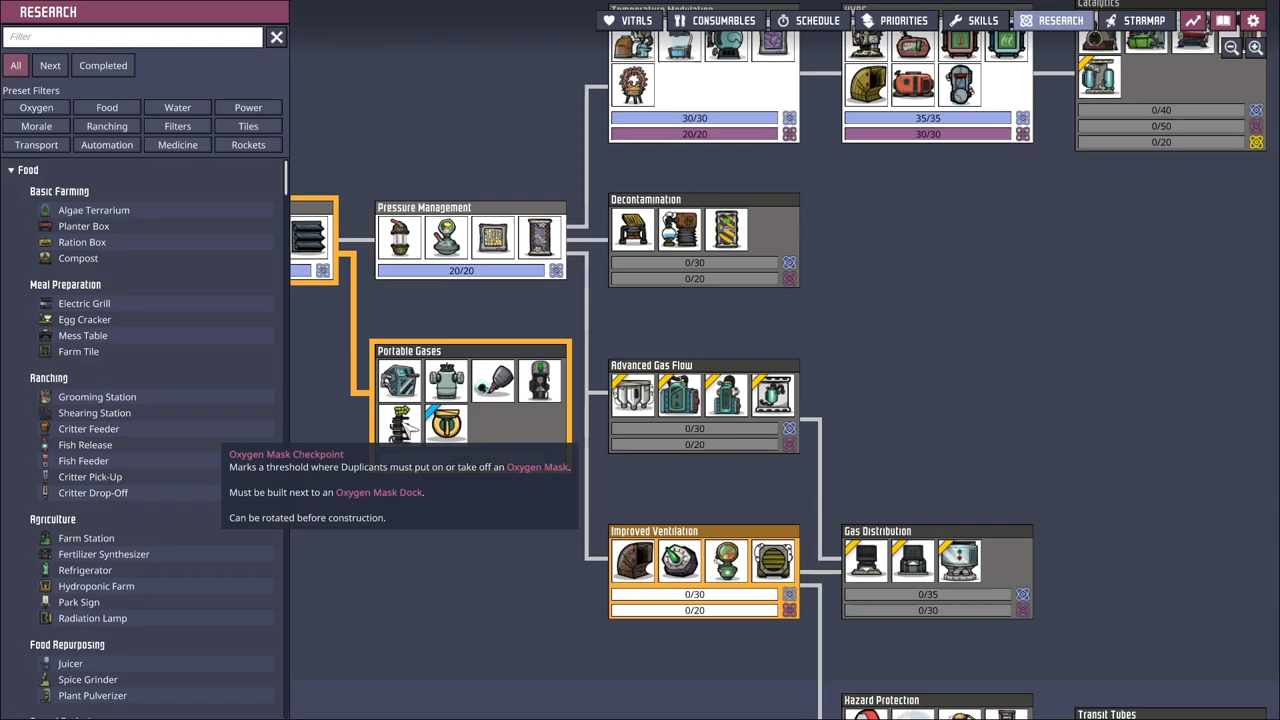 RESEARCH
Filter
All
Next
Completed
Preset Filters
Oxygen
Food
Water
Power
Morale
Ranching
Filters
Tiles
Transport
Automation
Medicine
Rockets
Food
Basic Farming
Algae Terrarium
Planter Box
Ration Box
Compost
Meal Preparation
Electric Grill
Egg Cracker
Mess Table
Farm Tile
Ranching
Grooming Station
Shearing Station
Critter Feeder
Fish Release
Fish Feeder
Critter Pick-Up
Critter Drop-Off
Agriculture
Farm Station
Fertilizer Synthesizer
Refrigerator
Hydroponic Farm
Park Sign
Radiation Lamp
Food Repurposing
Juicer
Spice Grinder
Plant Pulverizer
VITALS
CONSUMABLES
SCHEDULE
PRIORITIES
SKILLS
RESEARCH
STARMAP
Temperature Modulation
HVAC
Catalytics
30/30
20/20
35/35
30/30
0/40
0/50
0/20
Pressure Management
20/20
Decontamination
0/30
0/20
Portable Gases
Oxygen Mask Checkpoint
Marks a threshold where Duplicants must put on or take off an Oxygen Mask.
Must be built next to an Oxygen Mask Dock.
Can be rotated before construction.
Advanced Gas Flow
0/30
0/20
Improved Ventilation
0/30
0/20
Gas Distribution
0/35
0/30
Hazard Protection
Transit Tubes